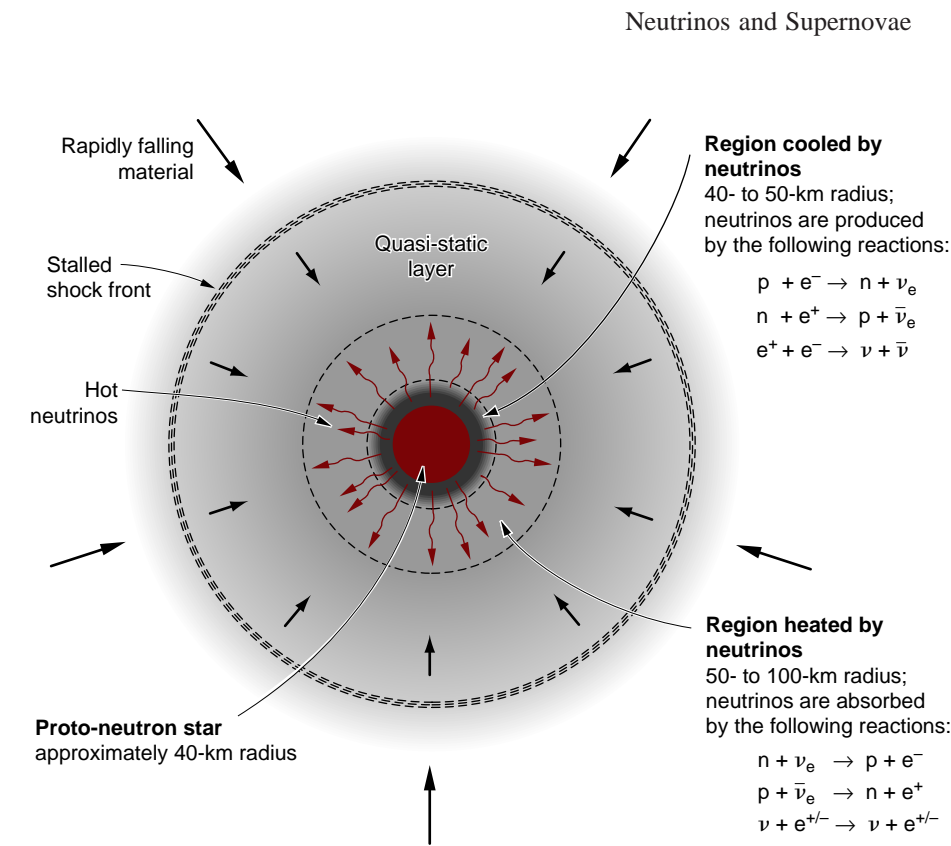 Neutrinos and Supernovae
Rapidly falling
material
Stalled
shock front
Quasi-static
layer
Hot
neutrinos
Proto-neutron star
approximately 40-km radius
Region cooled by
neutrinos
40- to 50-km radius;
neutrinos are produced
by the following reactions:
p + e⁻ → n + νₑ
n + e⁺ → p + ν̅ₑ
e⁺ + e⁻ → ν + ν̅
Region heated by
neutrinos
50- to 100-km radius;
neutrinos are absorbed
by the following reactions:
n + νₑ → p + e⁻
p + ν̅ₑ → n + e⁺
ν + e⁺/⁻ → ν + e⁺/⁻